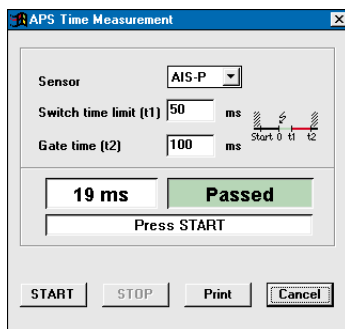 APS Time Measurement
Sensor AIS-P
Switch time limit (t1) 50 ms
Gate time (t2) 100 ms
Start 0 t1 t2
19 ms Passed
Press START
START STOP Print Cancel